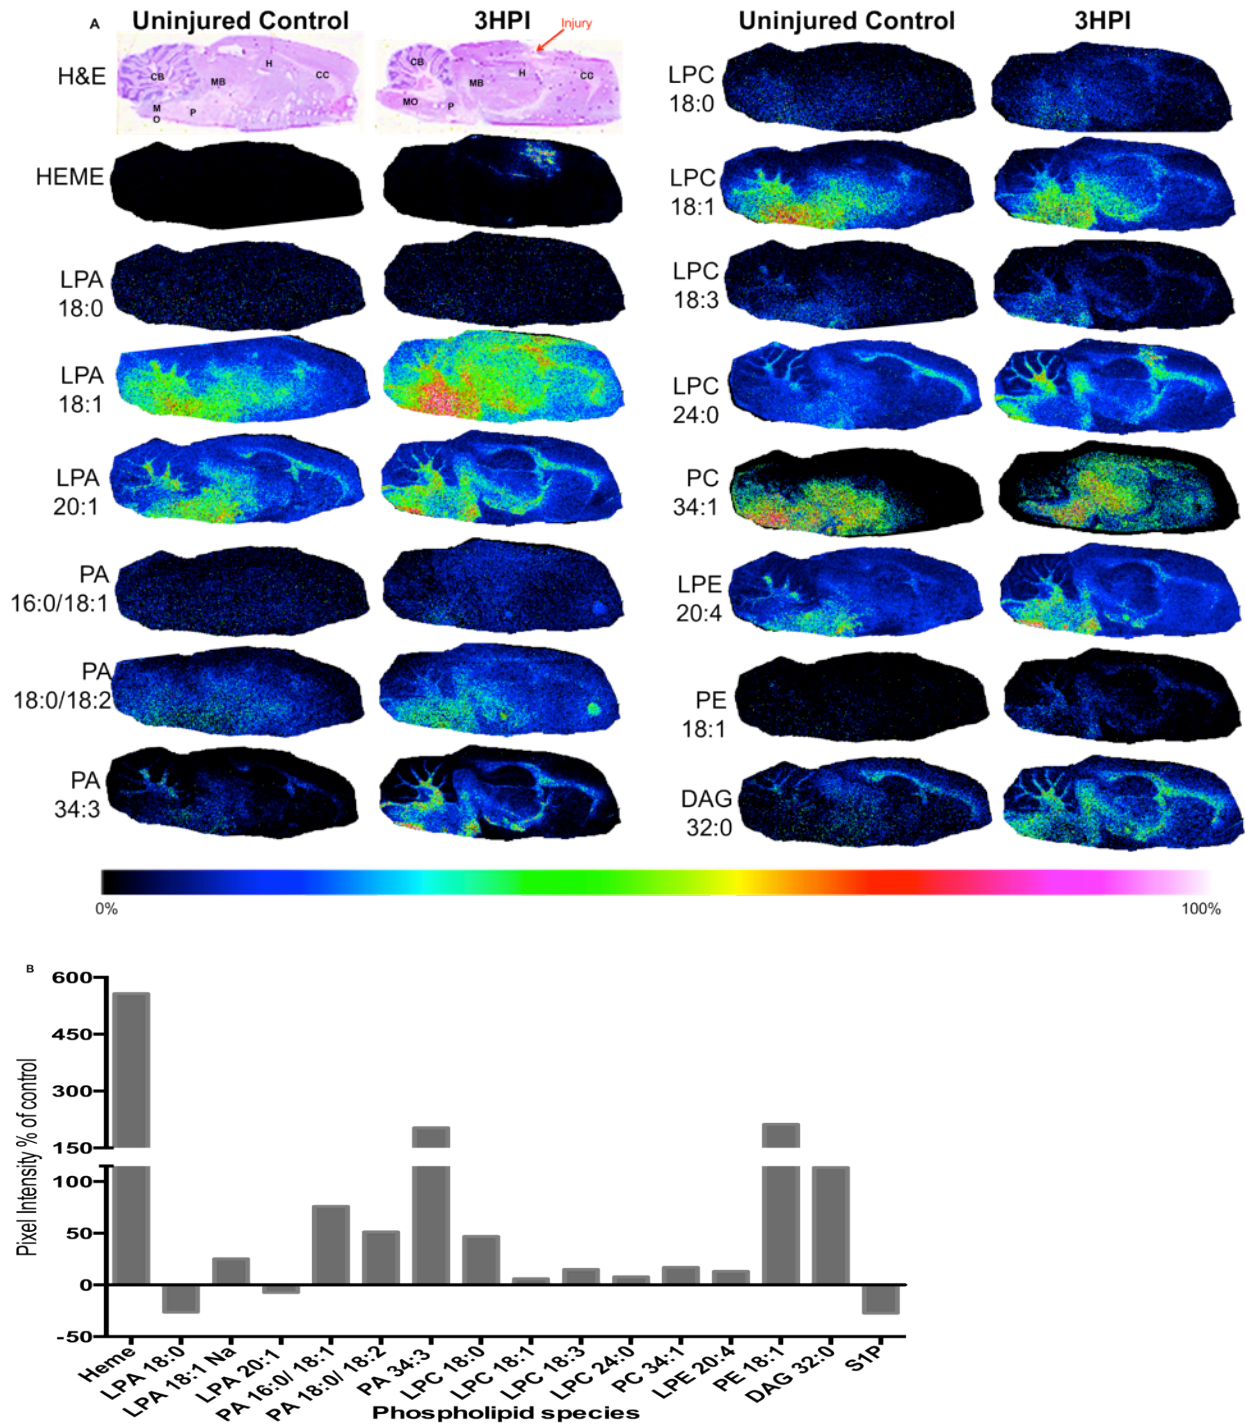 A
Uninjured Control
3HPI
Injury
H&E
CB
MB
H
CC
M
O
P
CB
MB
H
CC
MO
P
HEME
LPA
18:0
LPA
18:1
LPA
20:1
PA
16:0/18:1
PA
18:0/18:2
PA
34:3
Uninjured Control
3HPI
LPC
18:0
LPC
18:1
LPC
18:3
LPC
24:0
PC
34:1
LPE
20:4
PE
18:1
DAG
32:0
0%
100%
B
Pixel Intensity % of control
600
450
300
150
100
50
0
-50
Heme
LPA 18:0
LPA 18:1 Na
LPA 20:1
PA 16:0/ 18:1
PA 18:0/ 18:2
PA 34:3
LPC 18:0
LPC 18:1
LPC 18:3
LPC 24:0
PC 34:1
LPE 20:4
PE 18:1
DAG 32:0
S1P
Phospholipid species